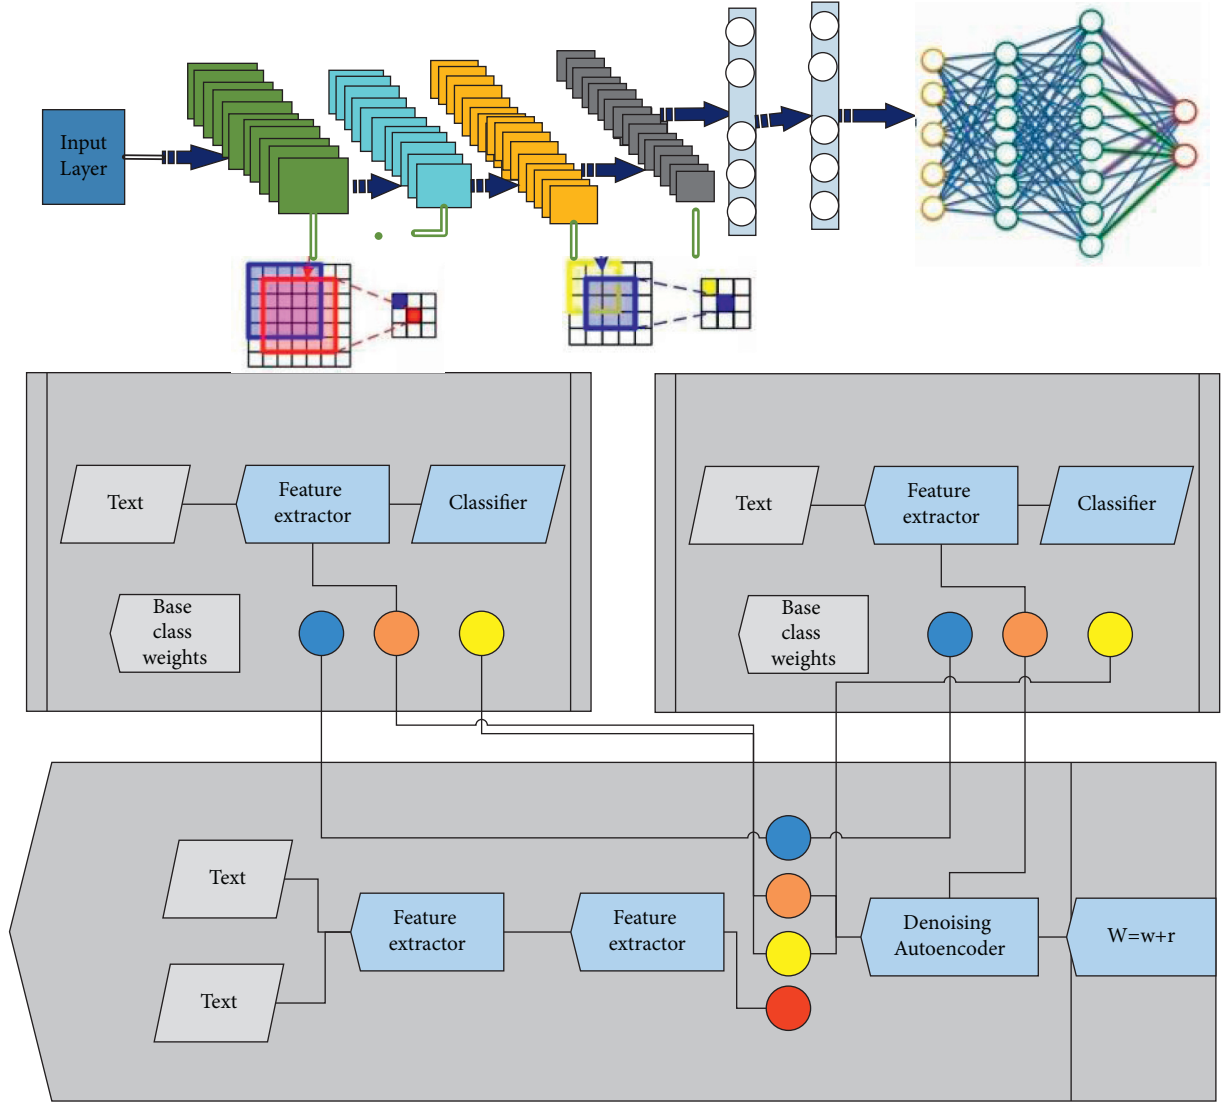 Input
Layer
Text
Feature
extractor
Classifier
Base
class
weights
Text
Feature
extractor
Classifier
Base
class
weights
Text
Text
Feature
extractor
Feature
extractor
Denoising
Autoencoder
W=w+r